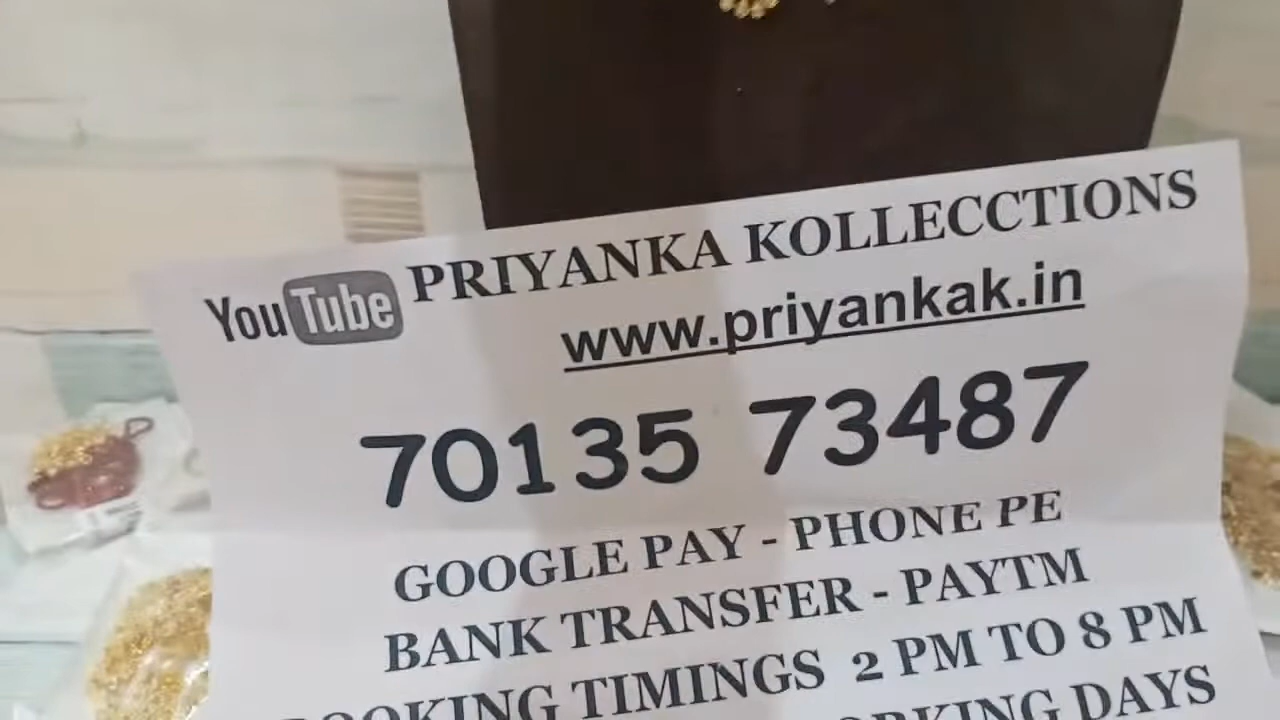 YouTube PRIYANKA KOLLECCTIONS
www.priyankak.in
70135 73487
GOOGLE PAY - PHONE PE
BANK TRANSFER - PAYTM
TIMINGS 2 PM TO 8 PM
DAYS